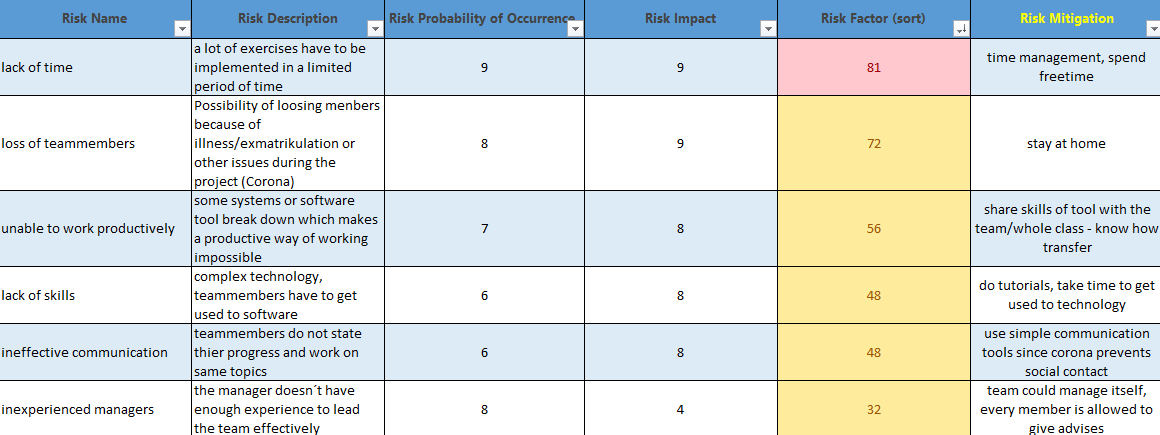 Risk Name Risk Description Risk Probability of Occurrence Risk Impact Risk Factor (sort) Risk Mitigation
lack of time
a lot of exercises have to be
implemented in a limited
period of time
9
9
81
time management, spend
freetime
loss of teammembers
Possibility of loosing menbers
because of
illness/exmatrikulation or
other issues during the
project (Corona)
8
9
72
stay at home
unable to work productively
some systems or software
tool break down which makes
a productive way of working
impossible
7
8
56
share skills of tool with the
team/whole class - know how
transfer
lack of skills
complex technology,
teammembers have to get
used to software
6
8
48
do tutorials, take time to get
used to technology
ineffective communication
teammembers do not state
thier progress and work on
same topics
6
8
48
use simple communication
tools since corona prevents
social contact
inexperienced managers
the manager doesn´t have
enough experience to lead
the team effectively
8
4
32
team could manage itself,
every member is allowed to
give advises